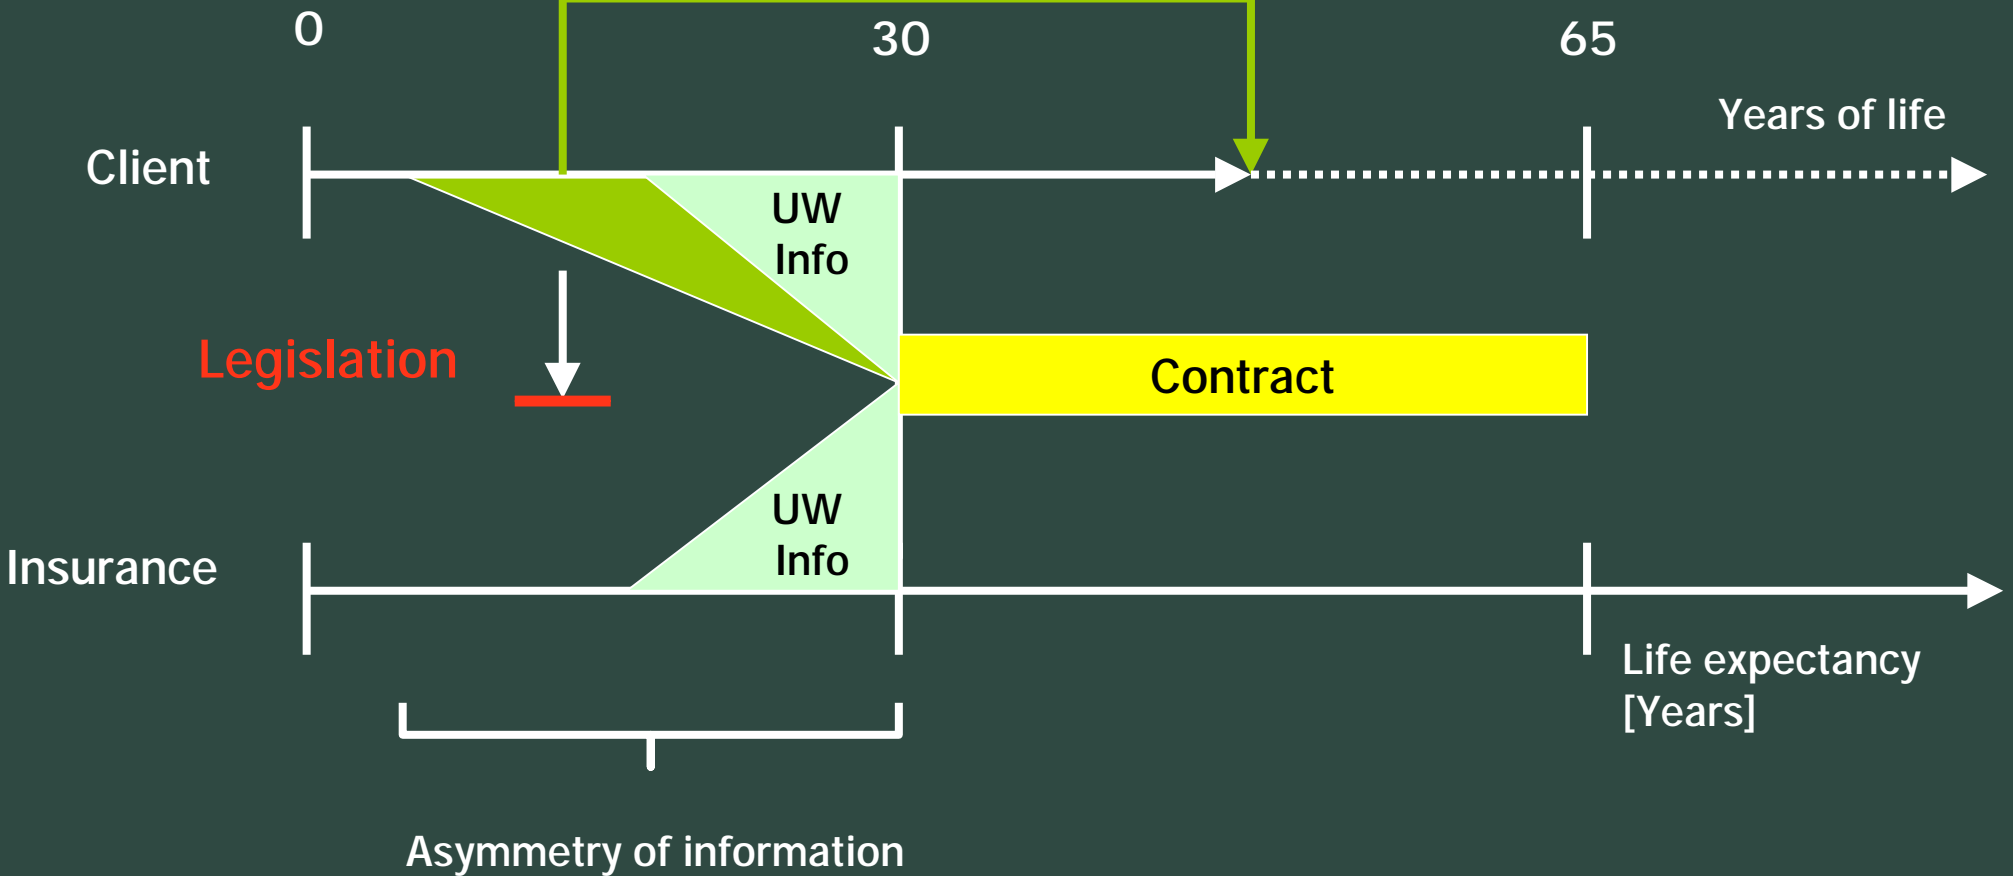 0
30
65
Years of life
Client
UW
Info
Legislation
Contract
UW
Info
Insurance
Life expectancy
[Years]
Asymmetry of information